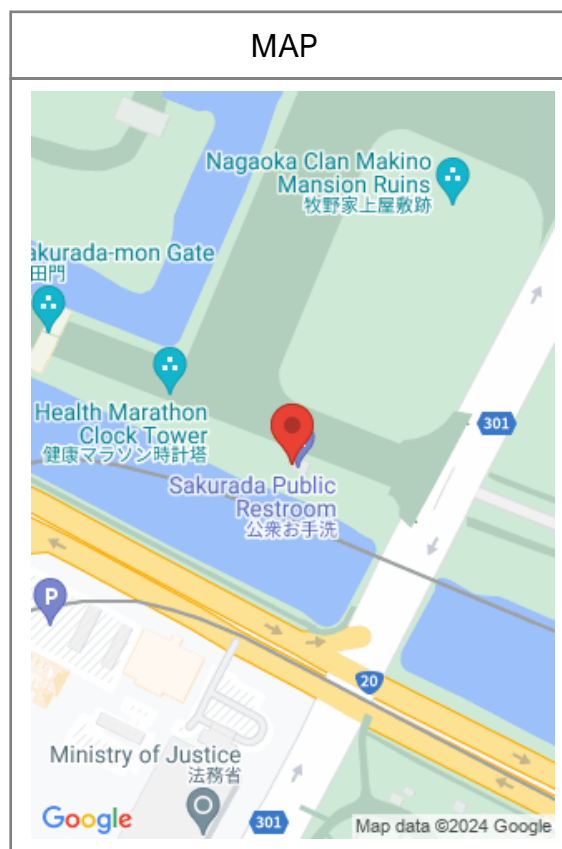 MAP
Nagaoka Clan Makino
Mansion Ruins
牧野家上屋敷跡
akurada-mon Gate
田門
301
Health Marathon
Clock Tower
健康マラソン時計塔
Sakurada Public
Restroom
公衆お手洗
P
20
Ministry of Justice
法務省
Google
301
Map data ©2024 Google